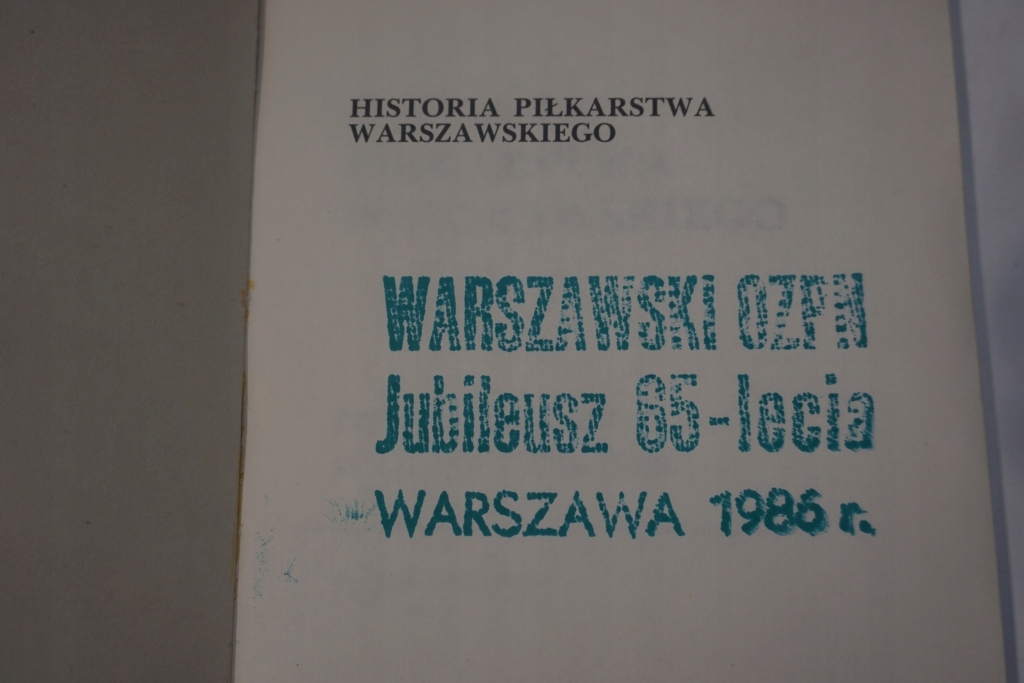 HISTORIA PIŁKARSTWA
WARSZAWSKIEGO
WARSZAWSKI OZPN
Jubileusz 65-lecia
WARSZAWA 1986 r.